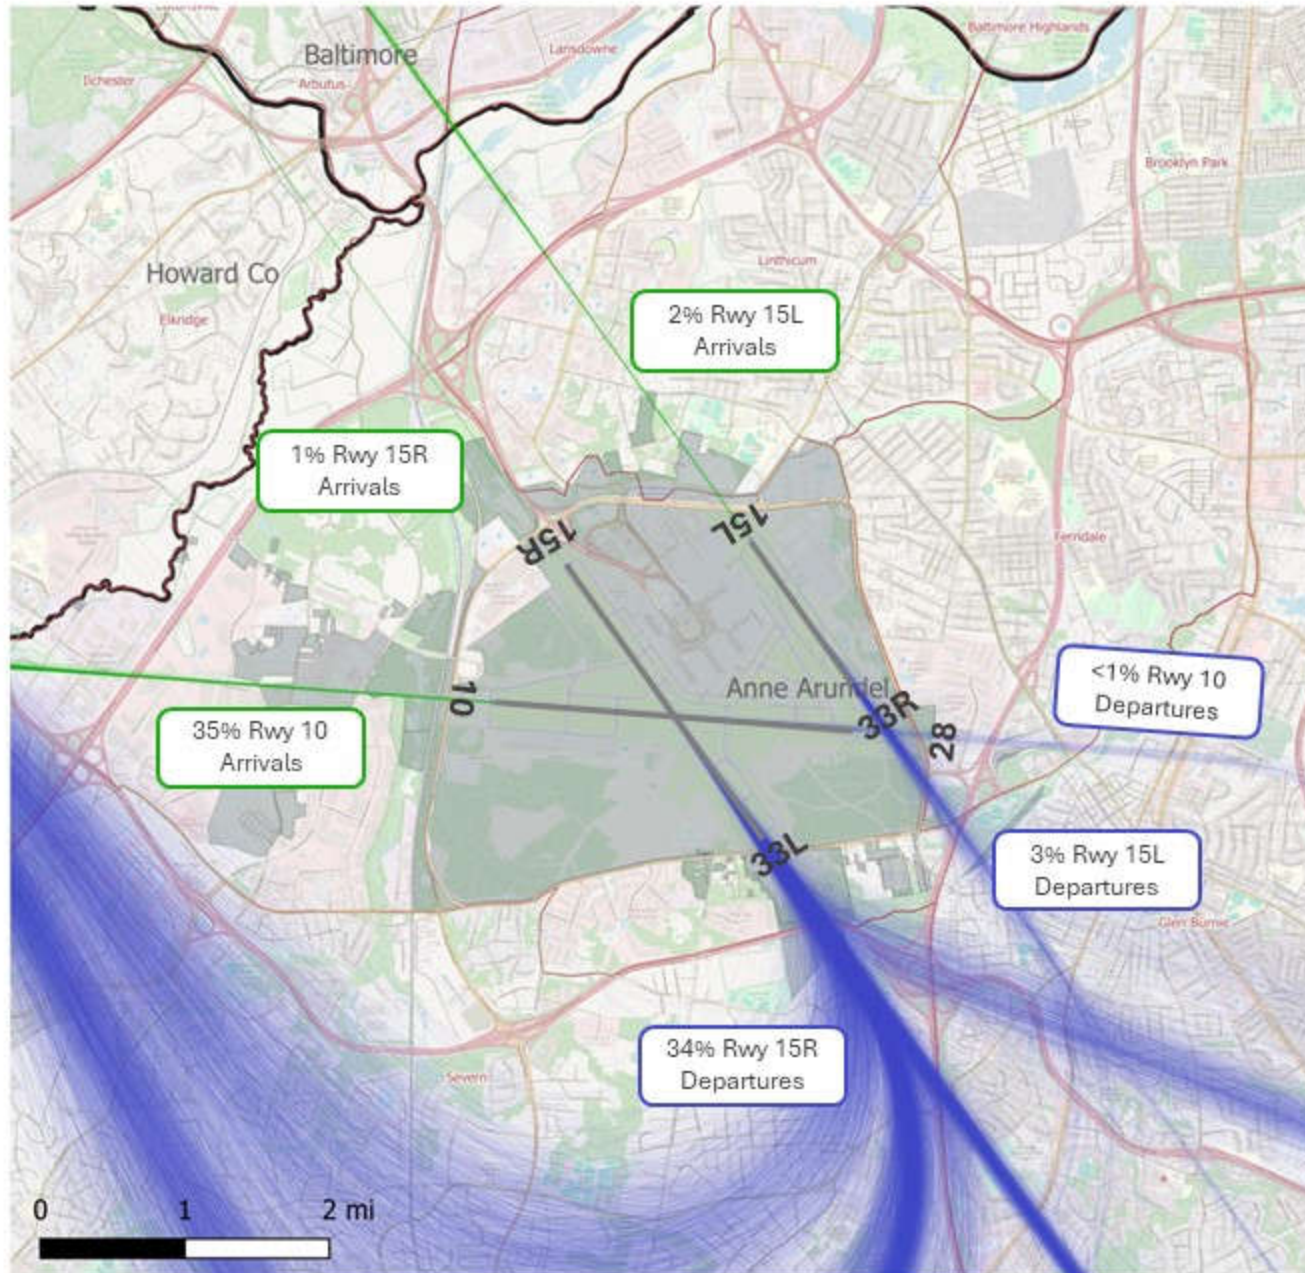 Baltimore Highlands
Baltimore
Lansdowne
Ilchester
Arbutus
Brooklyn Park
Howard Co
Linthicum
Elkridge
2% Rwy 15L
Arrivals
1% Rwy 15R
Arrivals
15R
15L
Ferndale
<1% Rwy 10
Departures
Anne Arundel
10
33R
28
35% Rwy 10
Arrivals
33L
3% Rwy 15L
Departures
Glen Burnie
34% Rwy 15R
Departures
Severn
0 1 2 mi